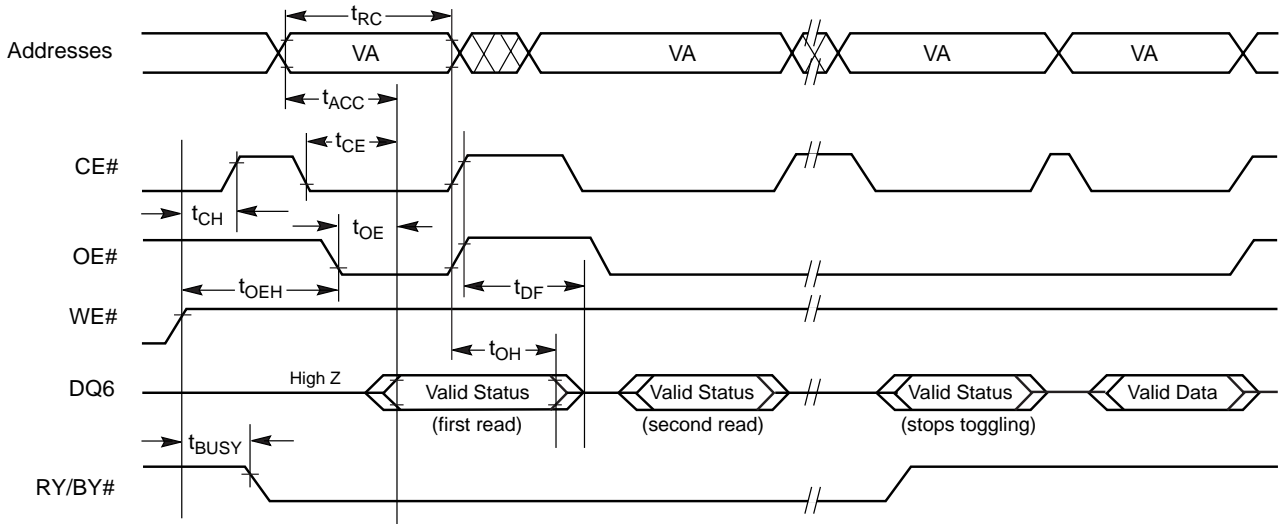 tRC
Addresses VA VA VA VA
tACC
tCE
CE#
tCH tOE
OE#
tOEH tDF
WE#
tOH
DQ6 High Z Valid Status Valid Status Valid Status Valid Data
(first read) (second read) (stops toggling)
tBUSY
RY/BY#